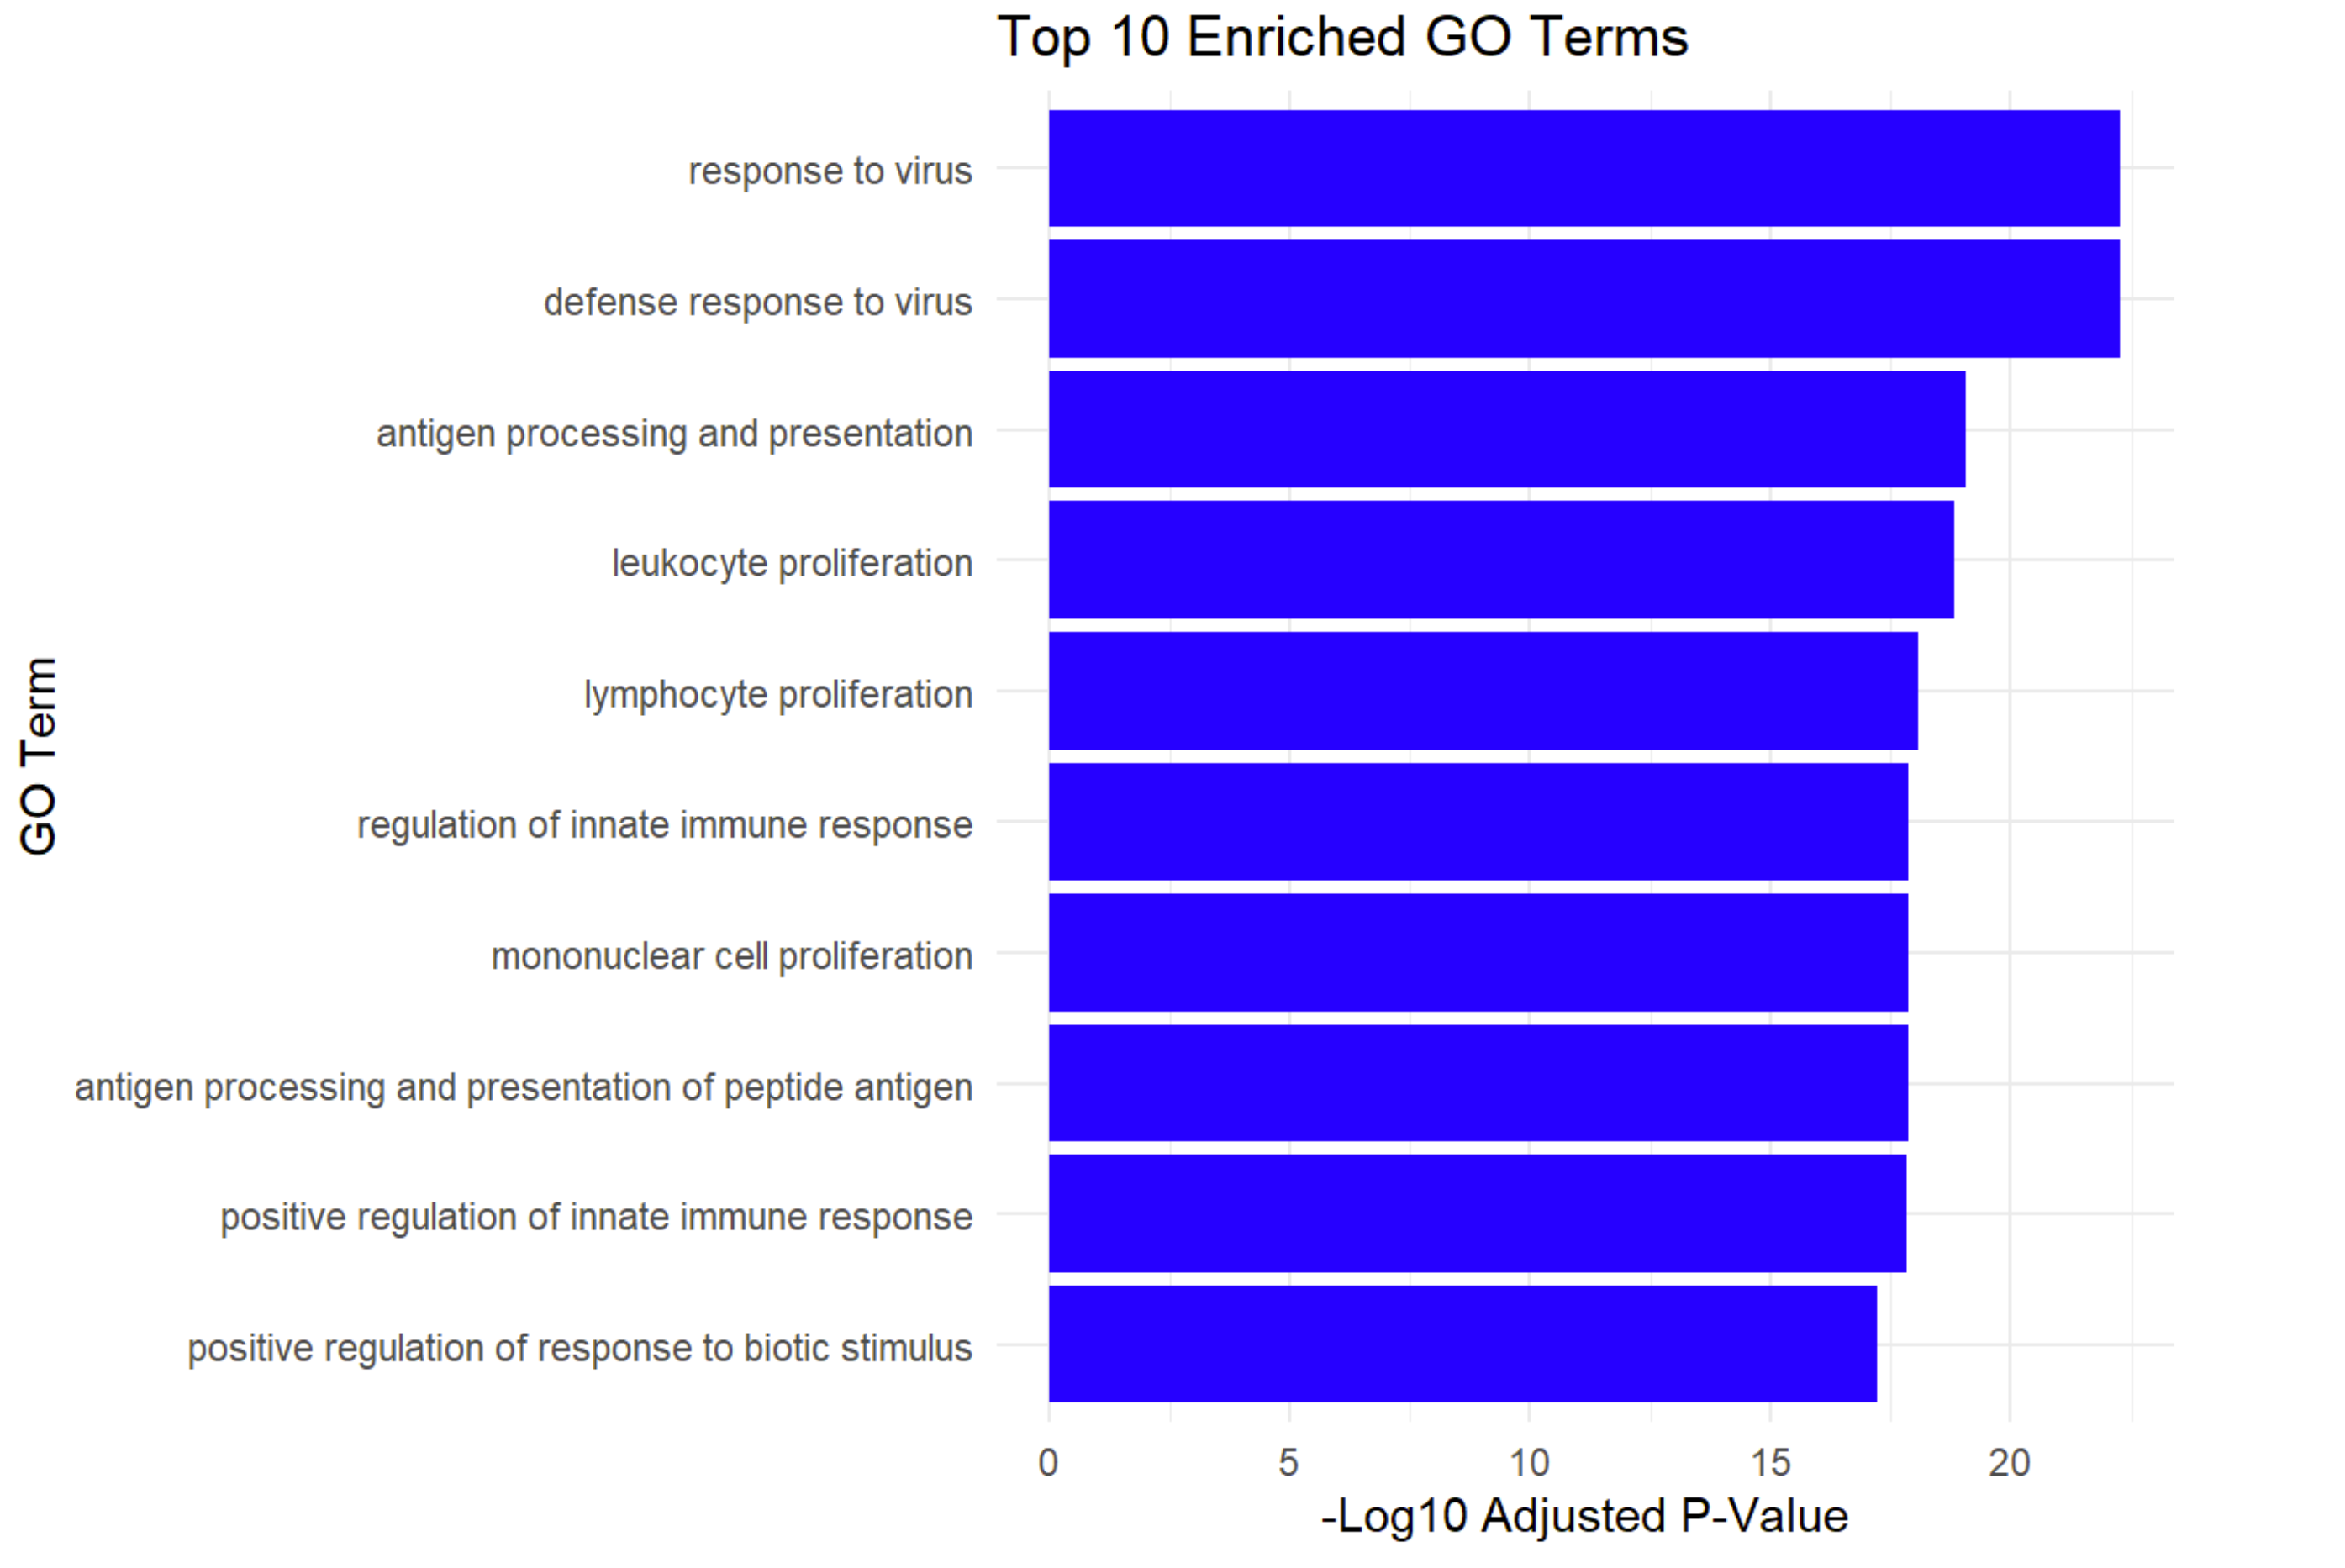 Top 10 Enriched GO Terms
response to virus
defense response to virus
antigen processing and presentation
leukocyte proliferation
lymphocyte proliferation
regulation of innate immune response
mononuclear cell proliferation
antigen processing and presentation of peptide antigen
positive regulation of innate immune response
positive regulation of response to biotic stimulus
GO Term
0 5 10 15 20
-Log10 Adjusted P-Value